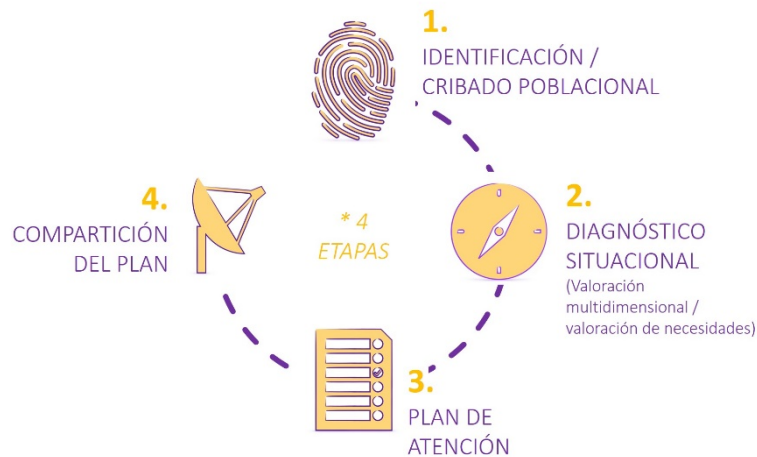 1.
IDENTIFICACIÓN /
CRIBADO POBLACIONAL
2.
DIAGNÓSTICO
SITUACIONAL
(Valoración
multidimensional /
valoración de necesidades)
3.
PLAN DE
ATENCIÓN
4.
COMPARTICIÓN
DEL PLAN
* 4
ETAPAS